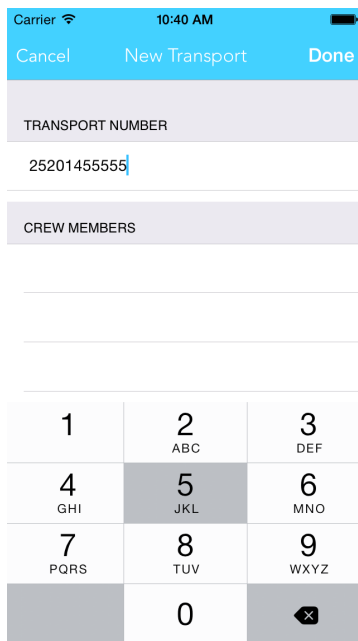 Carrier 10:40 AM
Cancel New Transport Done
TRANSPORT NUMBER
25201455555
CREW MEMBERS
1 2 3
ABC DEF
4 5 6
GHI JKL MNO
7 8 9
PQRS TUV WXYZ
0